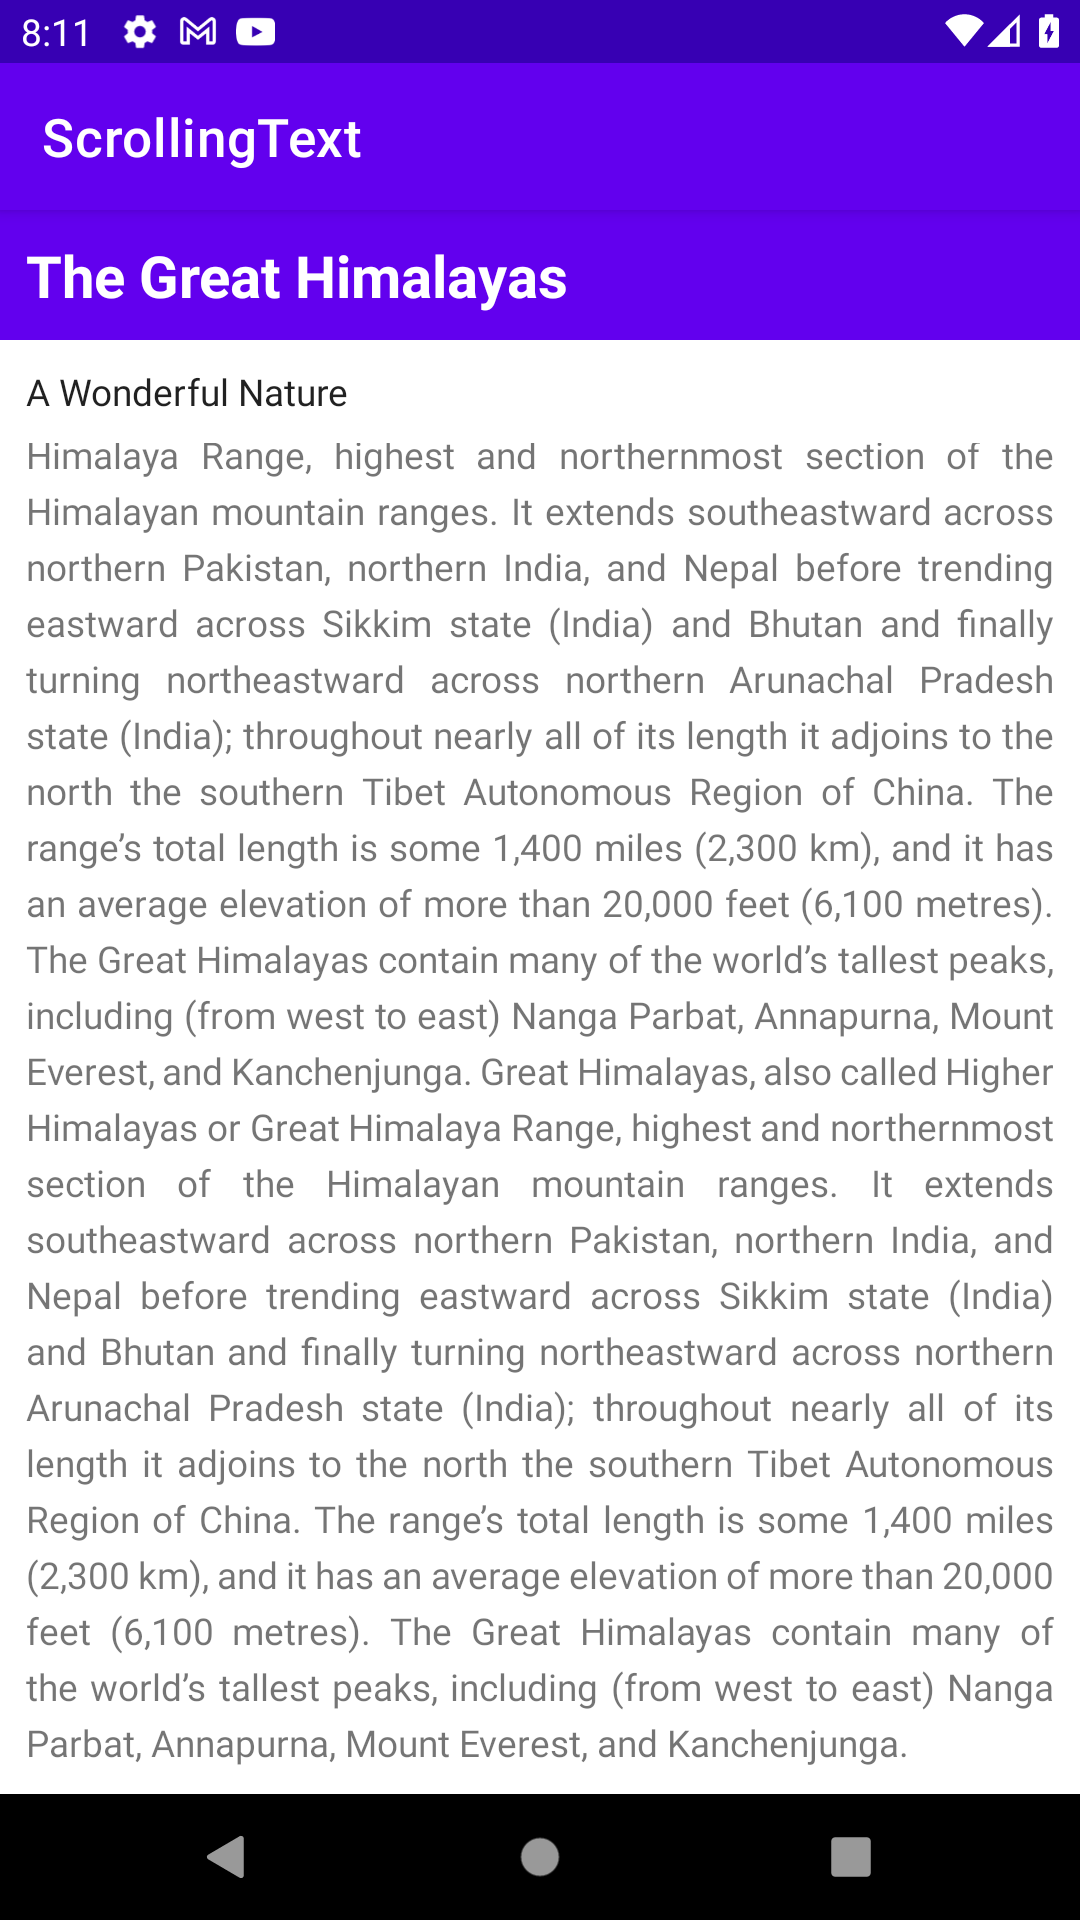 8:11
ScrollingText
The Great Himalayas
A Wonderful Nature
Himalaya Range, highest and northernmost section of the
Himalayan mountain ranges. It extends southeastward across
northern Pakistan, northern India, and Nepal before trending
eastward across Sikkim state (India) and Bhutan and finally
turning northeastward across northern Arunachal Pradesh
state (India); throughout nearly all of its length it adjoins to the
north the southern Tibet Autonomous Region of China. The
range’s total length is some 1,400 miles (2,300 km), and it has
an average elevation of more than 20,000 feet (6,100 metres).
The Great Himalayas contain many of the world’s tallest peaks,
including (from west to east) Nanga Parbat, Annapurna, Mount
Everest, and Kanchenjunga. Great Himalayas, also called Higher
Himalayas or Great Himalaya Range, highest and northernmost
section of the Himalayan mountain ranges. It extends
southeastward across northern Pakistan, northern India, and
Nepal before trending eastward across Sikkim state (India)
and Bhutan and finally turning northeastward across northern
Arunachal Pradesh state (India); throughout nearly all of its
length it adjoins to the north the southern Tibet Autonomous
Region of China. The range’s total length is some 1,400 miles
(2,300 km), and it has an average elevation of more than 20,000
feet (6,100 metres). The Great Himalayas contain many of
the world’s tallest peaks, including (from west to east) Nanga
Parbat, Annapurna, Mount Everest, and Kanchenjunga.